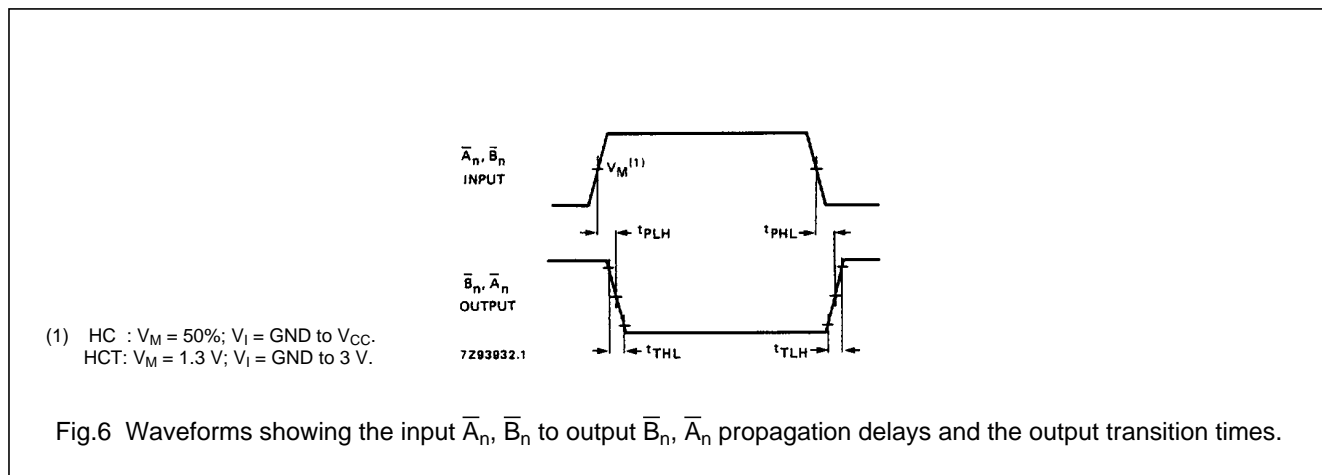 A̅n, B̅n
INPUT
VM(1)
tPLH
tPHL
B̅n, A̅n
OUTPUT
(1) HC : VM = 50%; VI = GND to VCC.
HCT: VM = 1.3 V; VI = GND to 3 V.
7Z93932.1
tTHL
tTLH
Fig.6 Waveforms showing the input A̅n, B̅n to output B̅n, A̅n propagation delays and the output transition times.